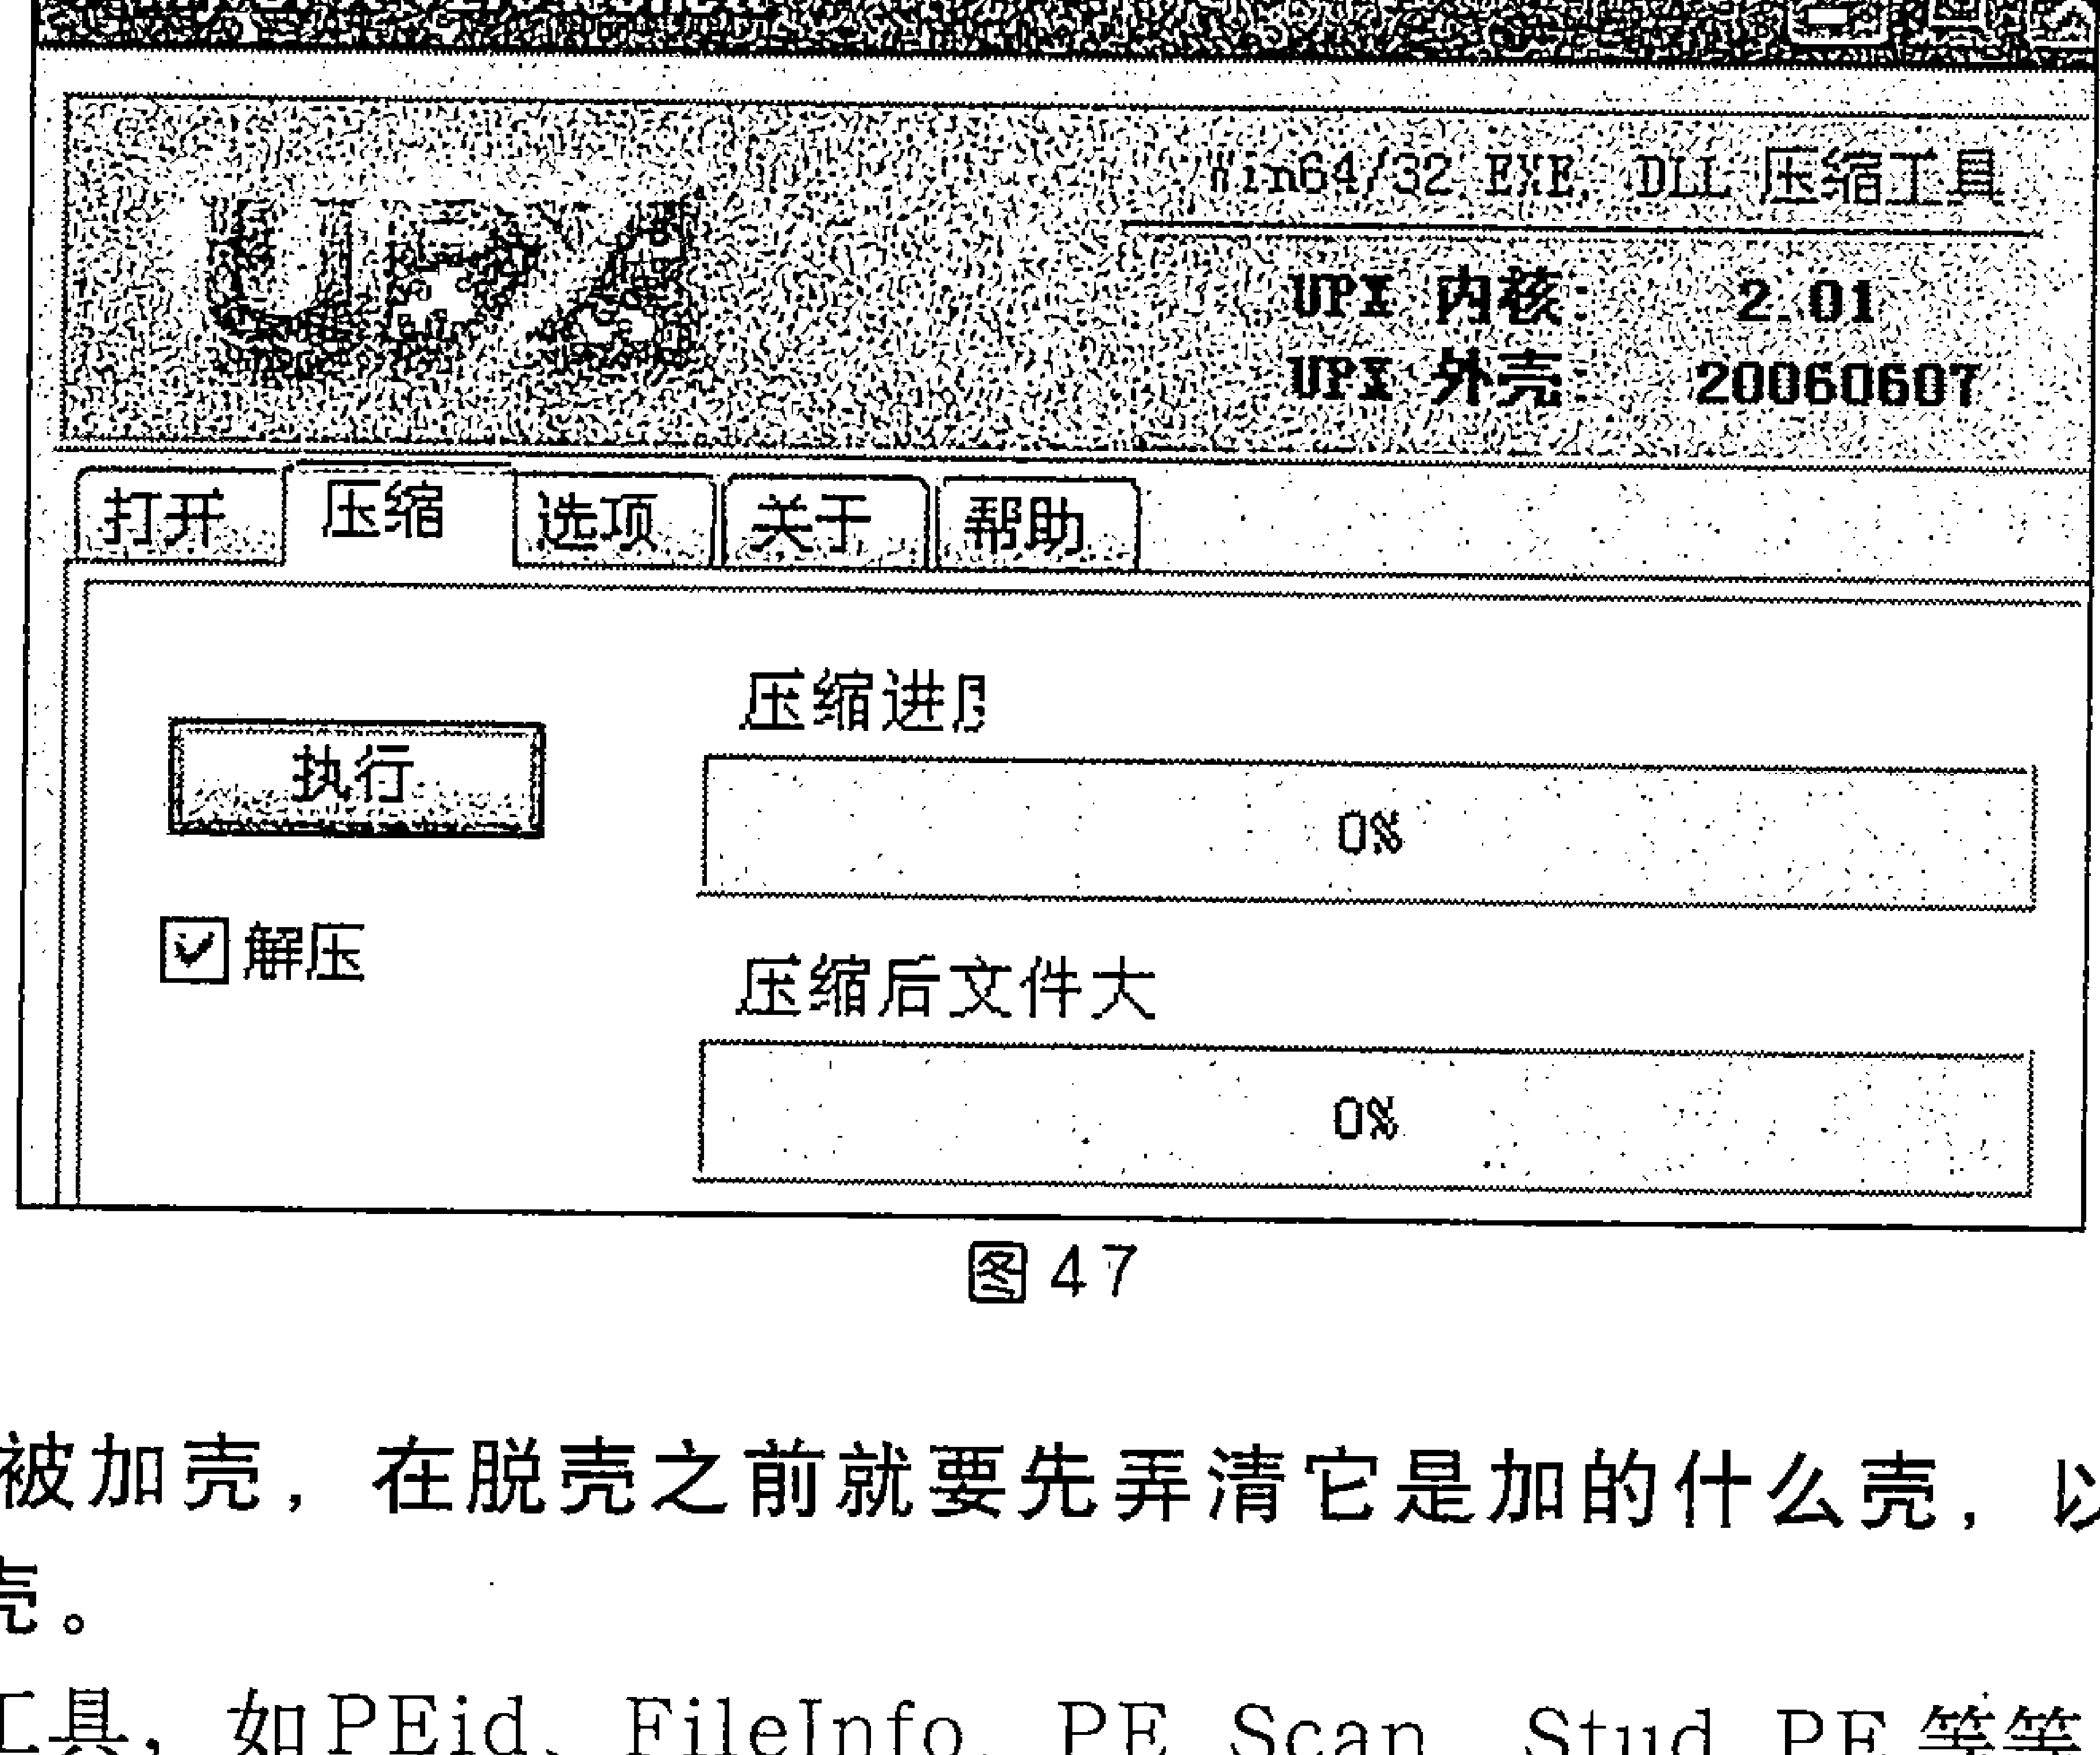 UPX
Win64/32 EXE, DLL 压缩工具
UPX 内核: 2.01
UPX 外壳: 20060607
打开 压缩 选项 关于 帮助
执行
解压
压缩进
0%
压缩后文件大
0%
图47
被加壳，在脱壳之前就要先弄清它是加的什么壳，以
壳。
工具，如PEid、FileInfo、PE Scan、Stud_PE等等